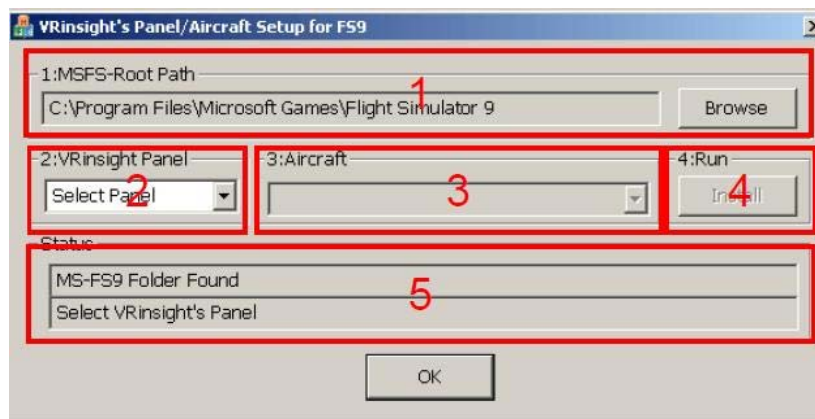 VRinsight's Panel/Aircraft Setup for FS9
1:MSFS-Root Path
1
C:\Program Files\Microsoft Games\Flight Simulator 9
Browse
2:VRinsight Panel
3:Aircraft
4:Run
Select Panel
2
3
Install
4
Status
MS-FS9 Folder Found
5
Select VRinsight's Panel
OK